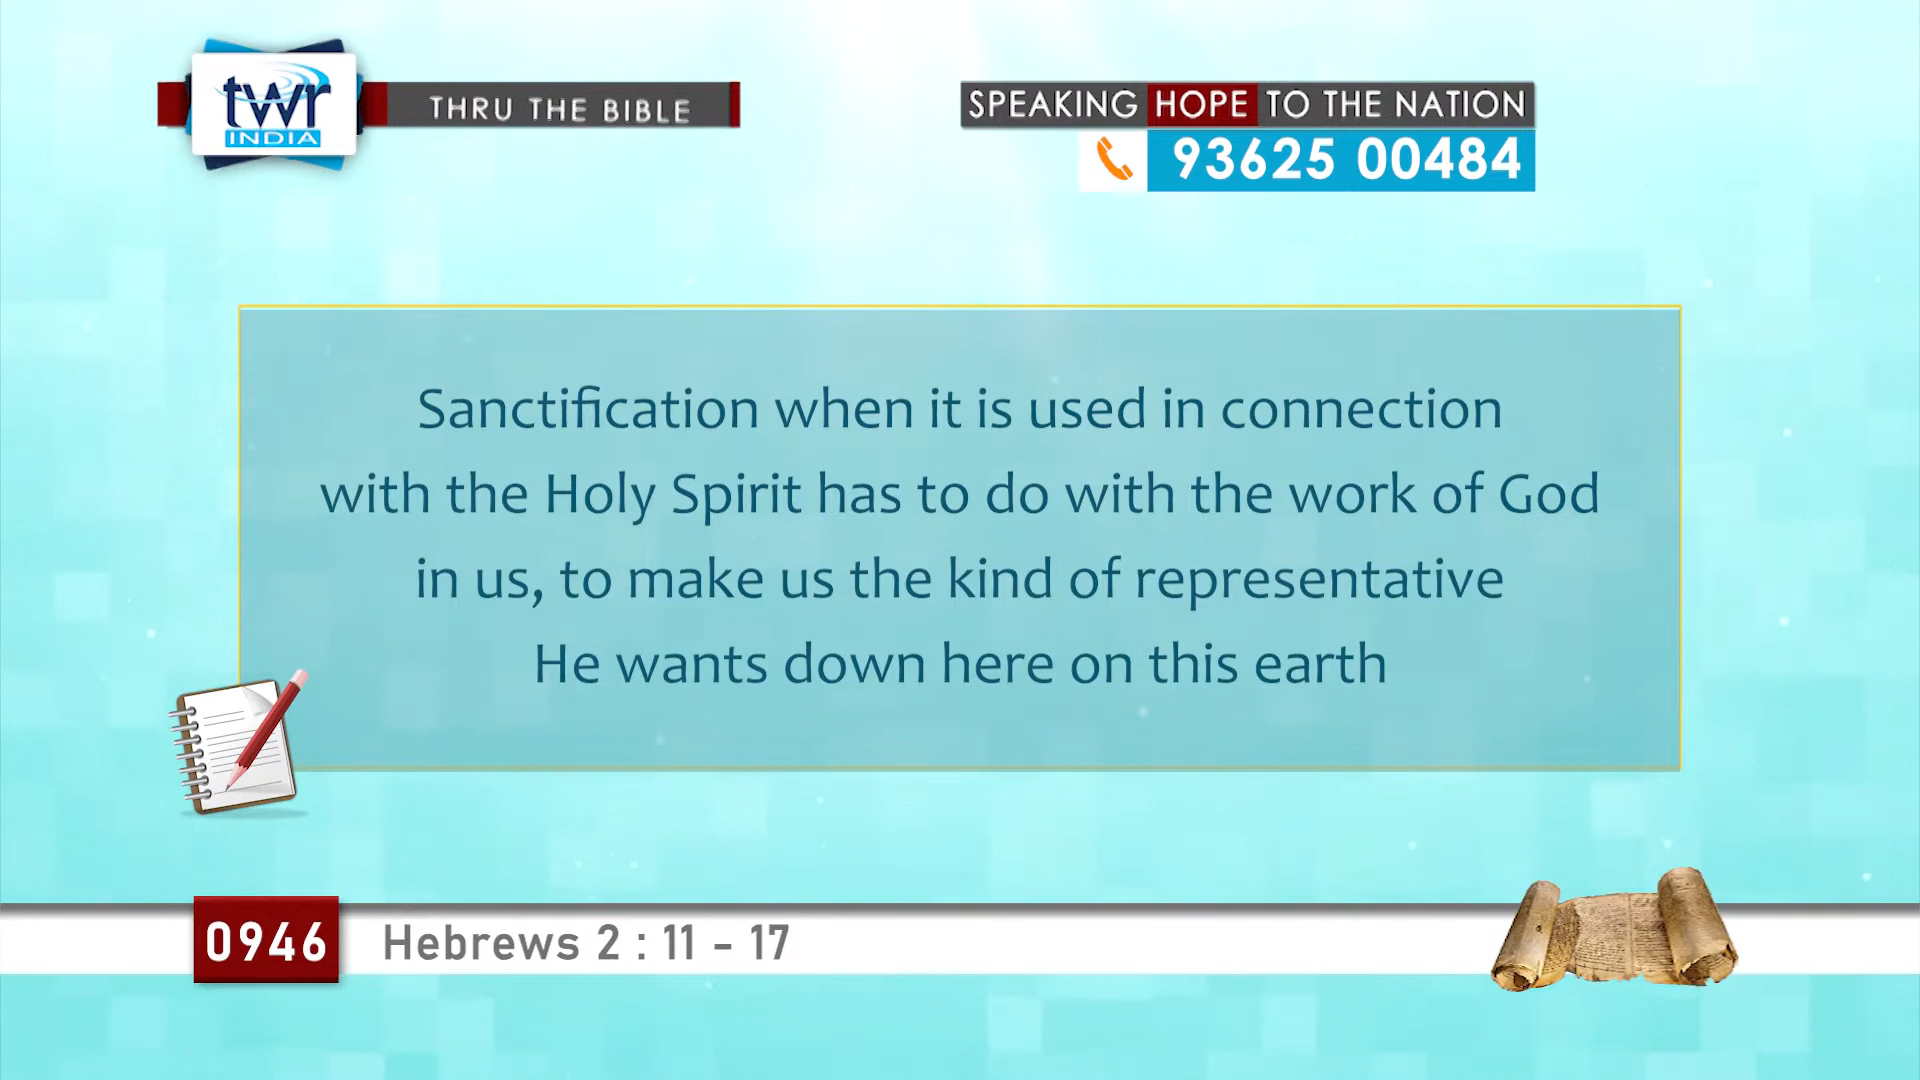 twr
INDIA
THRU THE BIBLE
SPEAKING HOPE TO THE NATION
93625 00484
Sanctification when it is used in connection
with the Holy Spirit has to do with the work of God
in us, to make us the kind of representative
He wants down here on this earth
0946
Hebrews 2 : 11 - 17